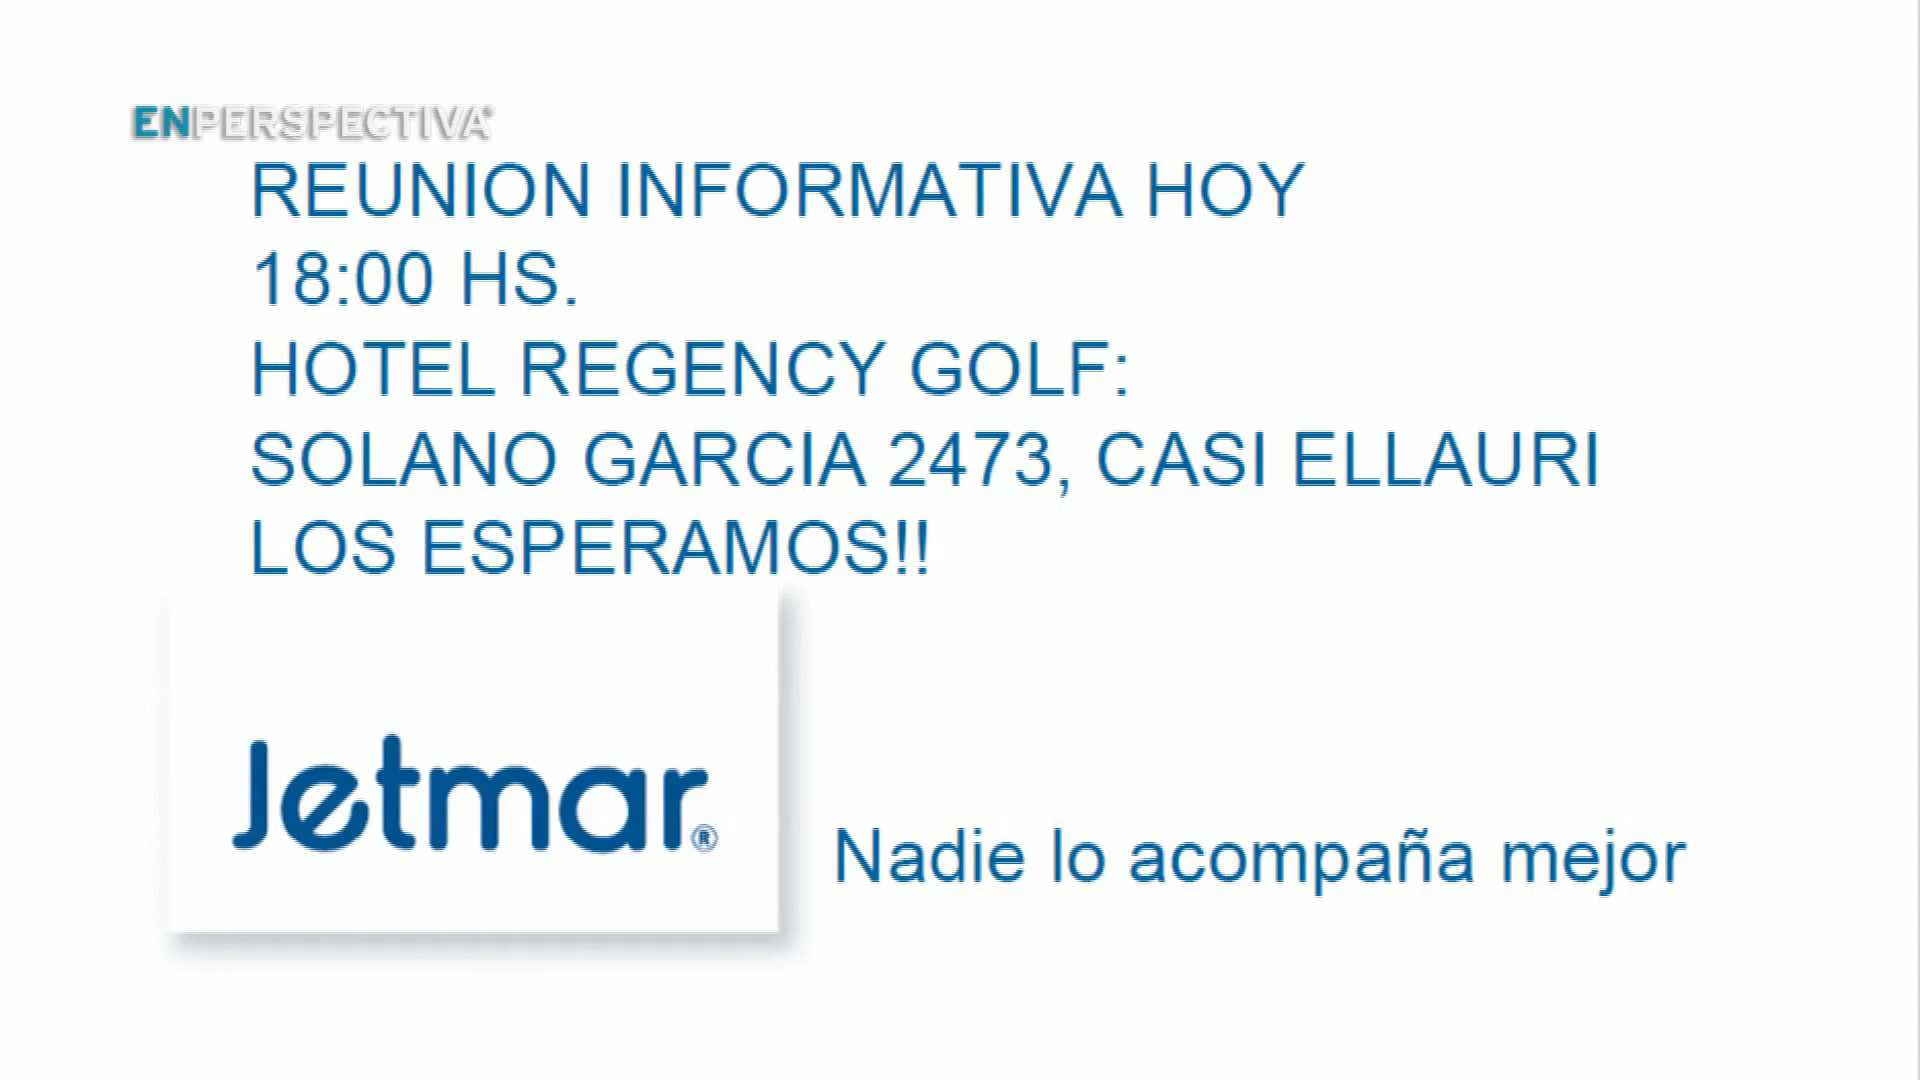 ENPERSPECTIVA
REUNION INFORMATIVA HOY
18:00 HS.
HOTEL REGENCY GOLF:
SOLANO GARCIA 2473, CASI ELLAURI
LOS ESPERAMOS!!
Jetmar®
Nadie lo acompaña mejor